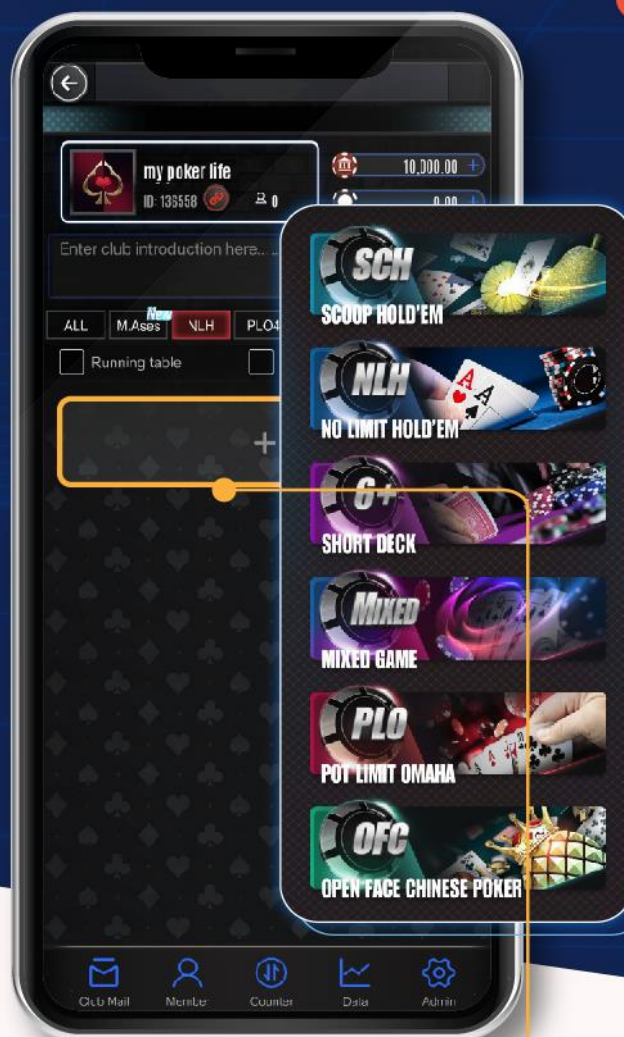 my poker life
10,000.00 +
ID: 136558
0
0.00 +
Enter club introduction here... ..
New
ALL
M.Ases
NLH
PLO4
Running table
+
SCH
SCOOP HOLD'EM
NLH
NO LIMIT HOLD'EM
6+
SHORT DECK
MIXED
MIXED GAME
PLO
POT LIMIT OMAHA
OFC
OPEN FACE CHINESE POKER
Club Mail
Member
Counter
Data
Admin